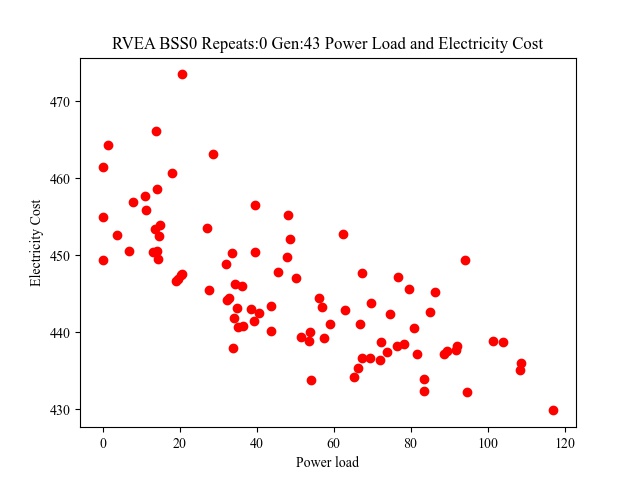 RVEA BSS0 Repeats:0 Gen:43 Power Load and Electricity Cost
470
460
450
440
430
Electricity Cost
0 20 40 60 80 100 120
Power load